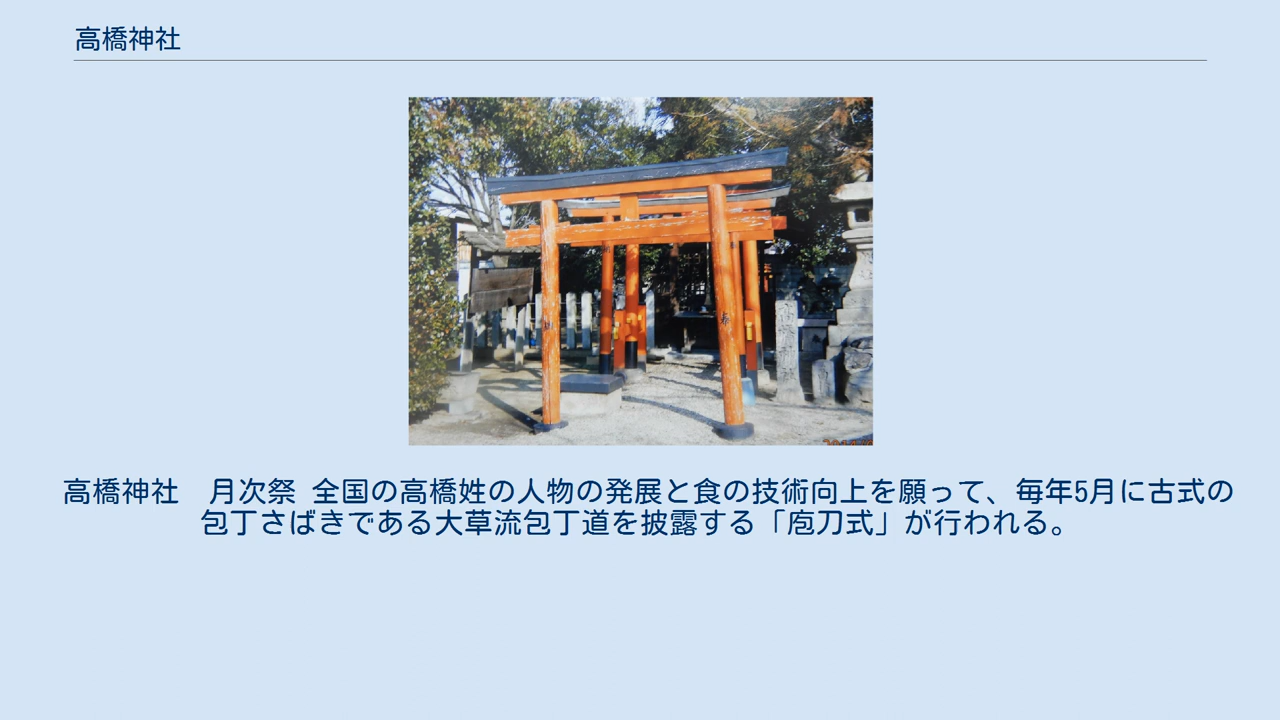 高橋神社
高橋神社　月次祭 全国の高橋姓の人物の発展と食の技術向上を願って、毎年5月に古式の
包丁さばきである大草流包丁道を披露する「庖刀式」が行われる。